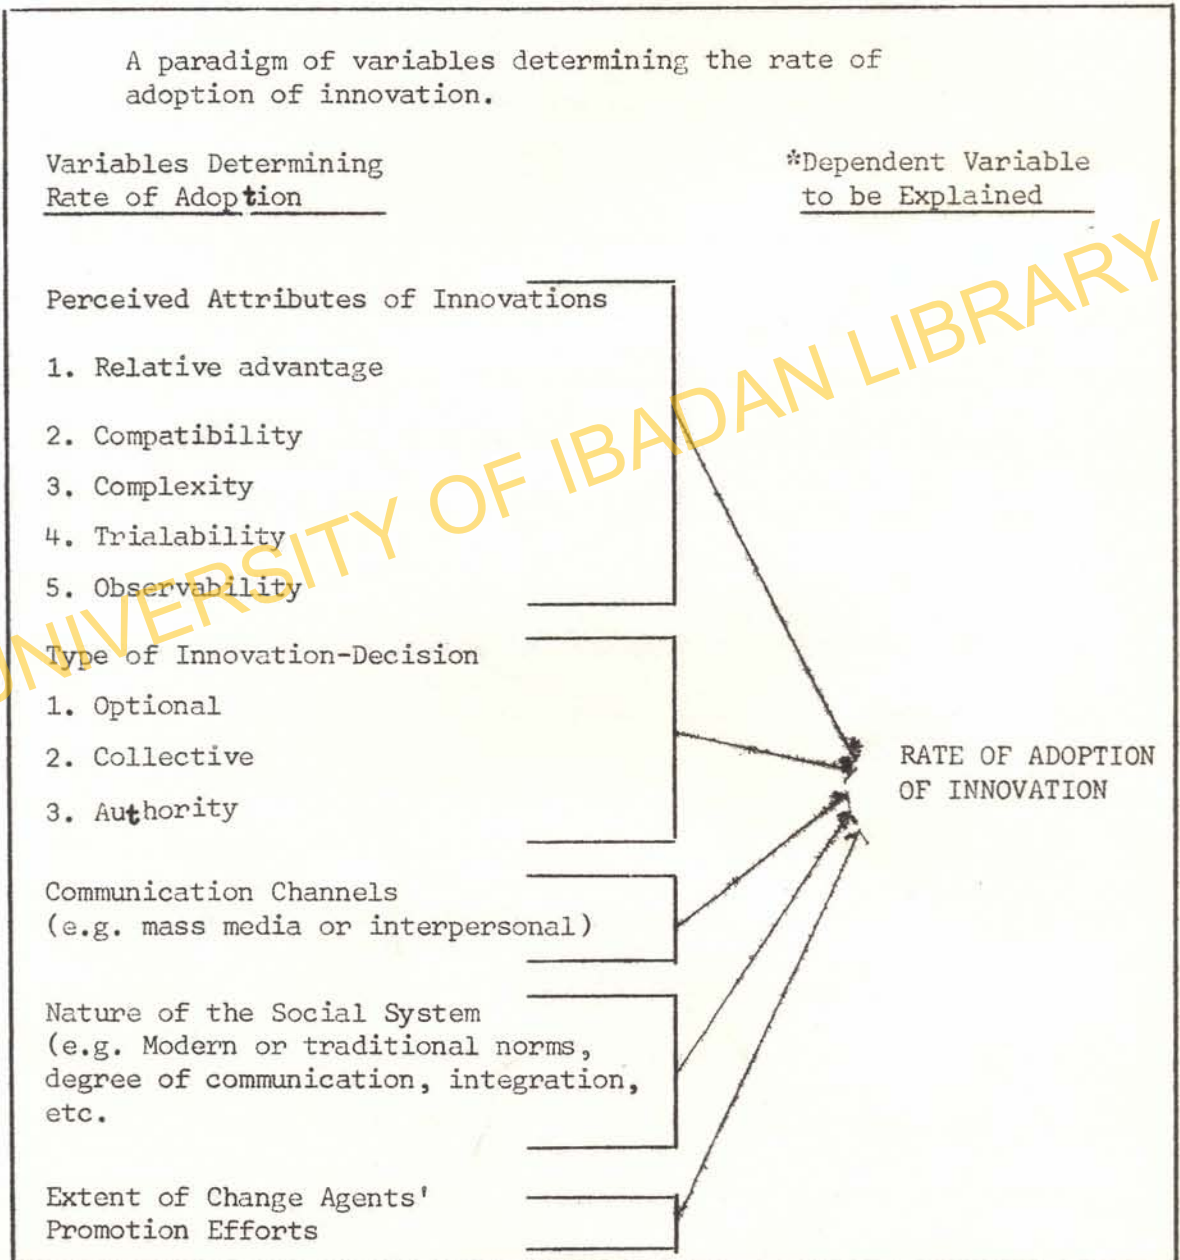 A paradigm of variables determining the rate of
adoption of innovation.
Variables Determining
Rate of Adoption
*Dependent Variable
to be Explained
Perceived Attributes of Innovations
1. Relative advantage
2. Compatibility
3. Complexity
4. Trialability
5. Observability
Type of Innovation-Decision
1. Optional
2. Collective
3. Authority
RATE OF ADOPTION
OF INNOVATION
Communication Channels
(e.g. mass media or interpersonal)
Nature of the Social System
(e.g. Modern or traditional norms,
degree of communication, integration,
etc.
Extent of Change Agents'
Promotion Efforts
UNIVERSITY OF IBADAN LIBRARY